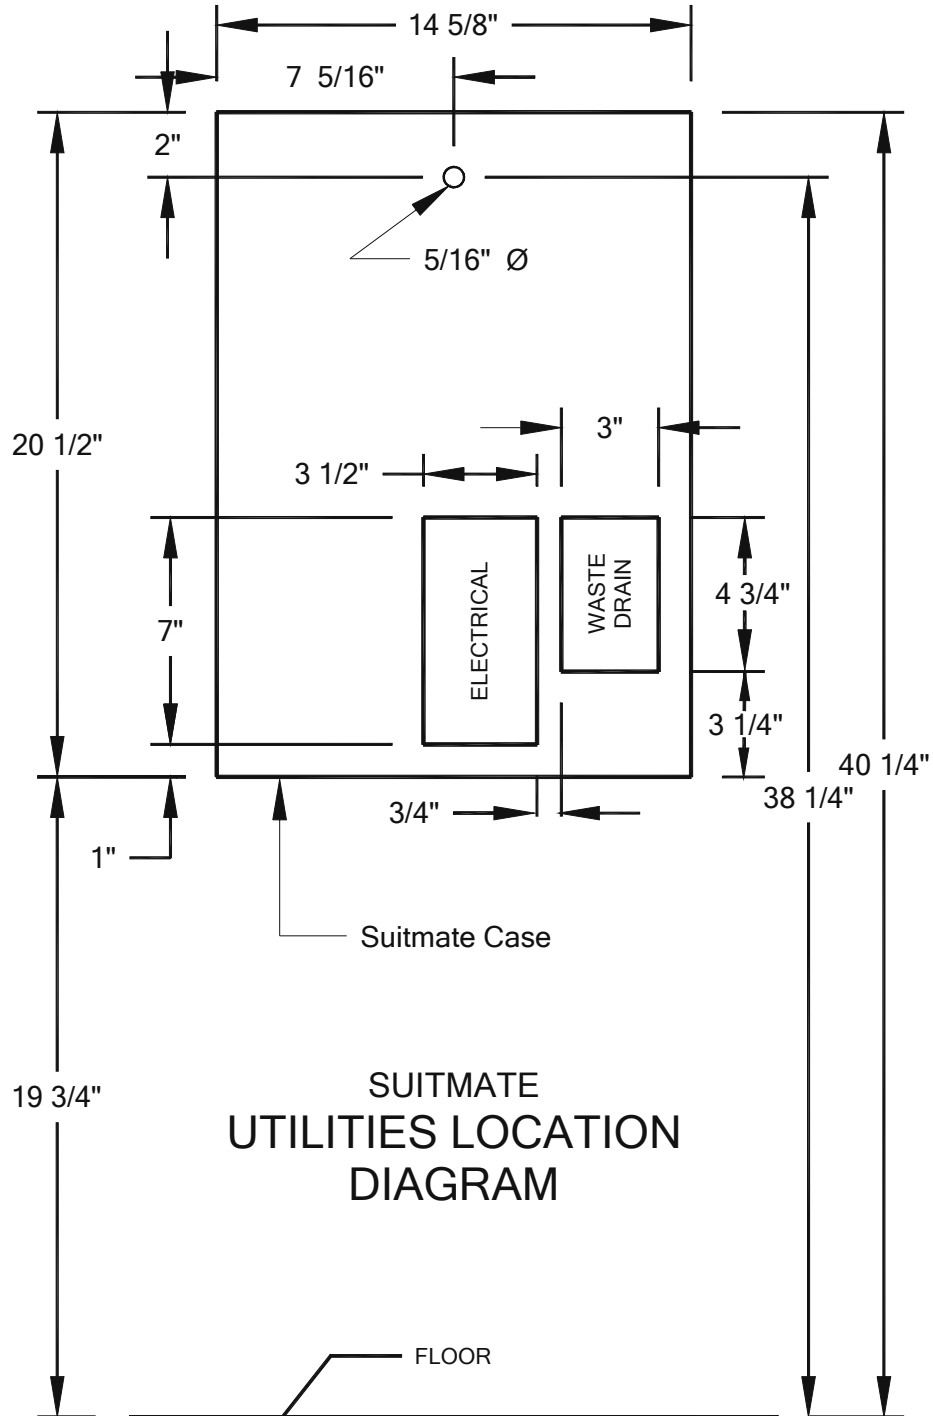 14 5/8"
7 5/16"
2"
5/16" Ø
20 1/2"
3"
3 1/2"
ELECTRICAL
WASTE
DRAIN
4 3/4"
7"
3 1/4"
40 1/4"
38 1/4"
3/4"
1"
Suitmate Case
19 3/4"
SUITMATE
UTILITIES LOCATION
DIAGRAM
FLOOR